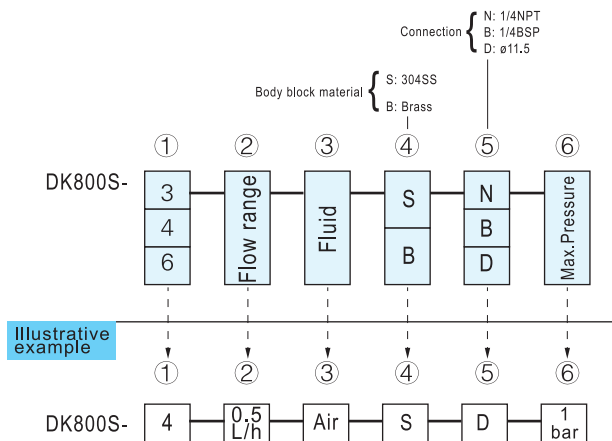 N: 1/4NPT
Connection { B: 1/4BSP
D: ø11.5
S: 304SS
Body block material {
B: Brass
① ② ③ ④ ⑤ ⑥
DK800S-
3
4
6
Flow range
Fluid
S
B
N
B
D
Max.Pressure
Illustrative
example
① ② ③ ④ ⑤ ⑥
DK800S- 4 0.5 Air S D 1
L/h bar